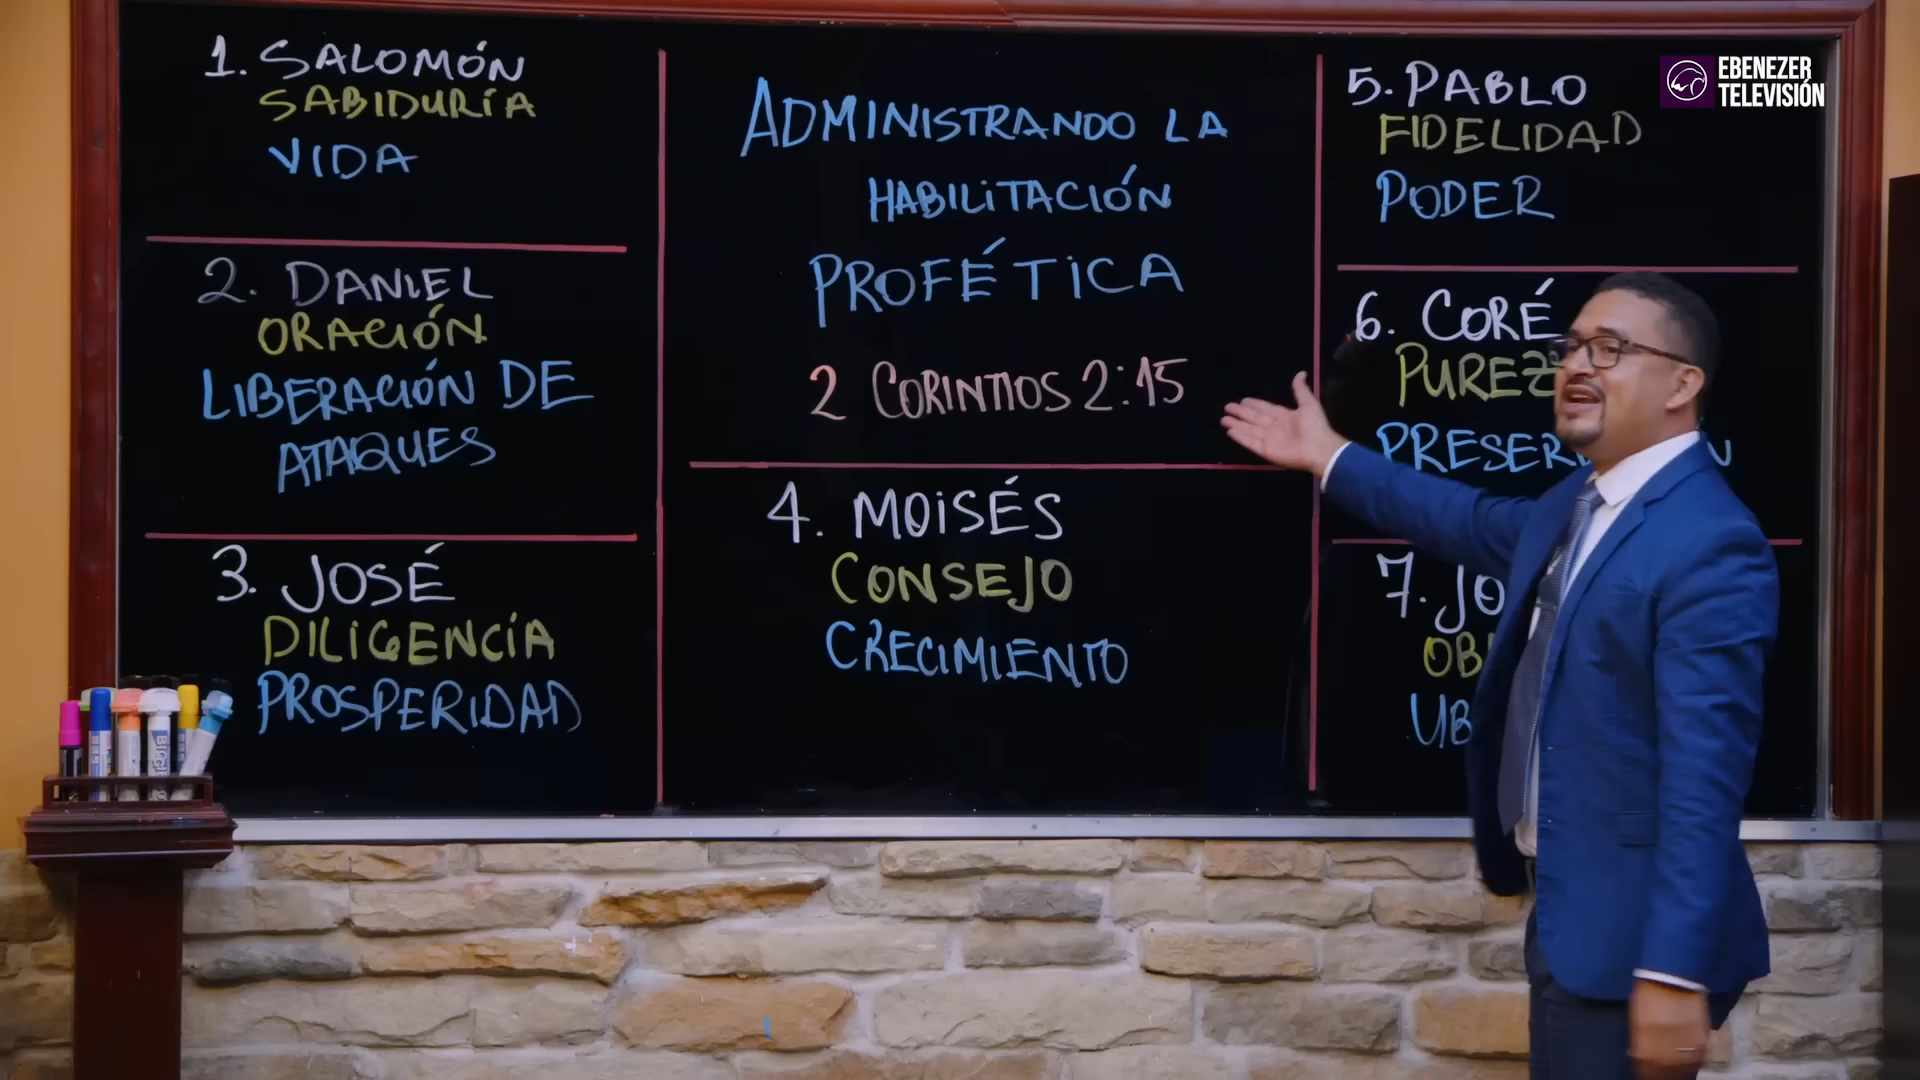 1. SALOMÓN
SABIDURÍA
VIDA
2. DANIEL
ORACIÓN
LIBERACIÓN DE
ATAQUES
3. JOSÉ
DILIGENCIA
PROSPERIDAD
ADMINISTRANDO LA
HABILITACIÓN
PROFÉTICA
2 CORINTIOS 2:15
4. MOISÉS
CONSEJO
CRECIMIENTO
5. PABLO
FIDELIDAD
PODER
6. CORÉ
7.
EBENEZER
TELEVISIÓN